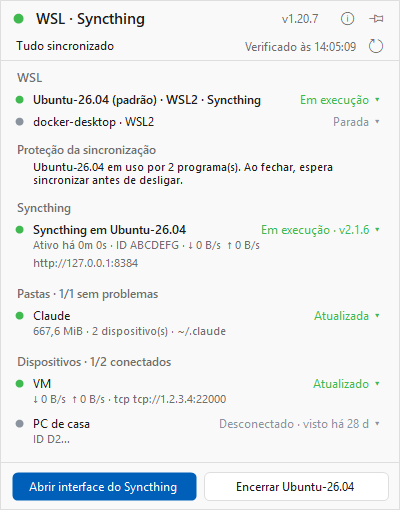 WSL · Syncthing
v1.20.7
Tudo sincronizado
Verificado às 14:05:09
WSL
Ubuntu-26.04 (padrão) · WSL2 · Syncthing
Em execução
docker-desktop · WSL2
Parada
Proteção da sincronização
Ubuntu-26.04 em uso por 2 programa(s). Ao fechar, espera
sincronizar antes de desligar.
Syncthing
Syncthing em Ubuntu-26.04
Em execução · v2.1.6
Ativo há 0m 0s · ID ABCDEFG · ↓ 0 B/s ↑ 0 B/s
http://127.0.0.1:8384
Pastas · 1/1 sem problemas
Claude
Atualizada
667,6 MiB · 2 dispositivo(s) · ~/.claude
Dispositivos · 1/2 conectados
VM
Atualizado
↓ 0 B/s ↑ 0 B/s · tcp tcp://1.2.3.4:22000
PC de casa
Desconectado · visto há 28 d
ID D2...
Abrir interface do Syncthing
Encerrar Ubuntu-26.04